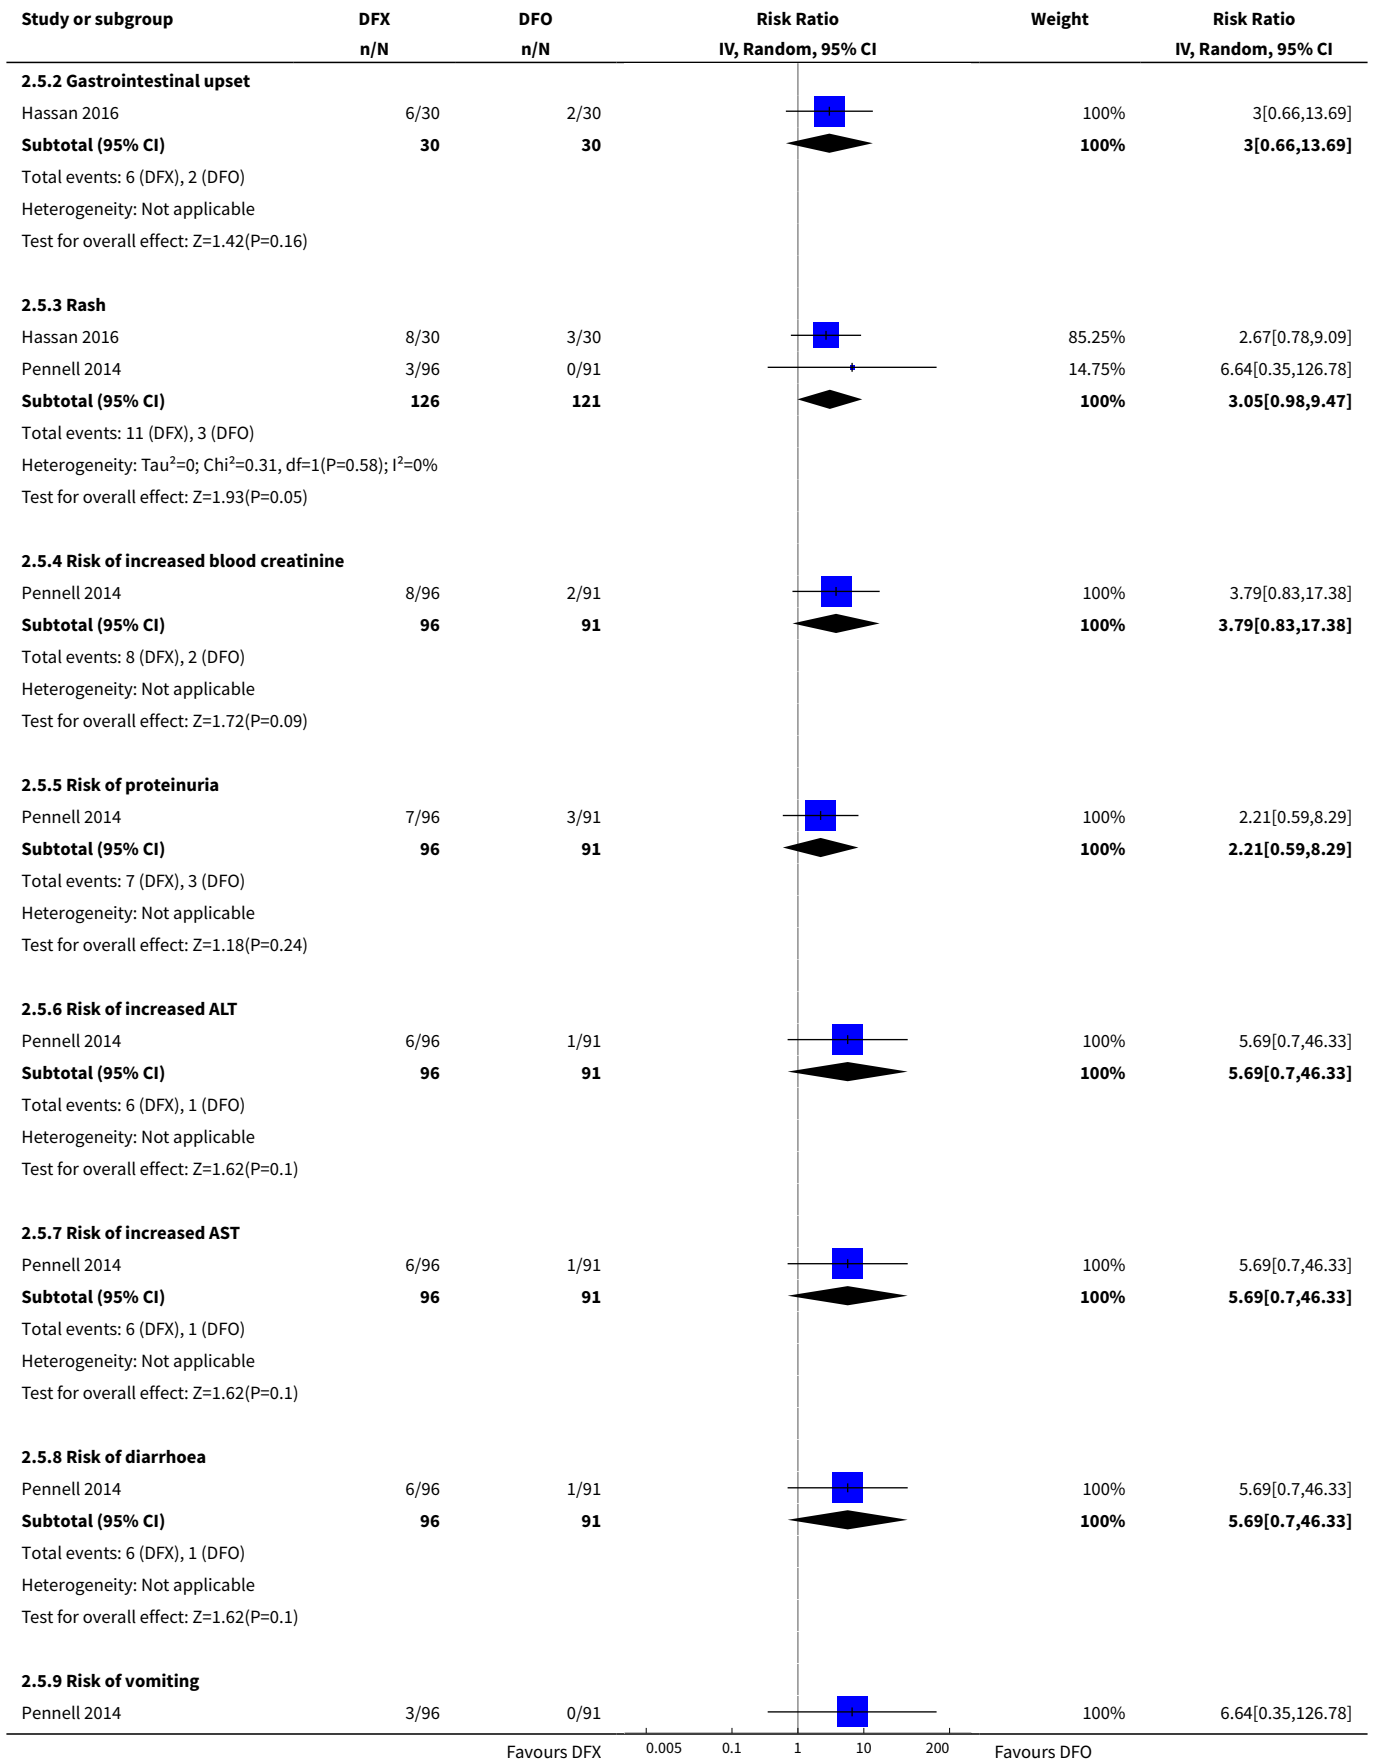 Study or subgroup DFX DFO Risk Ratio Weight Risk Ratio
n/N n/N IV, Random, 95% CI IV, Random, 95% CI
2.5.2 Gastrointestinal upset
Hassan 2016 6/30 2/30 100% 3[0.66,13.69]
Subtotal (95% CI) 30 30 100% 3[0.66,13.69]
Total events: 6 (DFX), 2 (DFO)
Heterogeneity: Not applicable
Test for overall effect: Z=1.42(P=0.16)
2.5.3 Rash
Hassan 2016 8/30 3/30 85.25% 2.67[0.78,9.09]
Pennell 2014 3/96 0/91 14.75% 6.64[0.35,126.78]
Subtotal (95% CI) 126 121 100% 3.05[0.98,9.47]
Total events: 11 (DFX), 3 (DFO)
Heterogeneity: Tau²=0; Chi²=0.31, df=1(P=0.58); I²=0%
Test for overall effect: Z=1.93(P=0.05)
2.5.4 Risk of increased blood creatinine
Pennell 2014 8/96 2/91 100% 3.79[0.83,17.38]
Subtotal (95% CI) 96 91 100% 3.79[0.83,17.38]
Total events: 8 (DFX), 2 (DFO)
Heterogeneity: Not applicable
Test for overall effect: Z=1.72(P=0.09)
2.5.5 Risk of proteinuria
Pennell 2014 7/96 3/91 100% 2.21[0.59,8.29]
Subtotal (95% CI) 96 91 100% 2.21[0.59,8.29]
Total events: 7 (DFX), 3 (DFO)
Heterogeneity: Not applicable
Test for overall effect: Z=1.18(P=0.24)
2.5.6 Risk of increased ALT
Pennell 2014 6/96 1/91 100% 5.69[0.7,46.33]
Subtotal (95% CI) 96 91 100% 5.69[0.7,46.33]
Total events: 6 (DFX), 1 (DFO)
Heterogeneity: Not applicable
Test for overall effect: Z=1.62(P=0.1)
2.5.7 Risk of increased AST
Pennell 2014 6/96 1/91 100% 5.69[0.7,46.33]
Subtotal (95% CI) 96 91 100% 5.69[0.7,46.33]
Total events: 6 (DFX), 1 (DFO)
Heterogeneity: Not applicable
Test for overall effect: Z=1.62(P=0.1)
2.5.8 Risk of diarrhoea
Pennell 2014 6/96 1/91 100% 5.69[0.7,46.33]
Subtotal (95% CI) 96 91 100% 5.69[0.7,46.33]
Total events: 6 (DFX), 1 (DFO)
Heterogeneity: Not applicable
Test for overall effect: Z=1.62(P=0.1)
2.5.9 Risk of vomiting
Pennell 2014 3/96 0/91 100% 6.64[0.35,126.78]
Favours DFX 0.005 0.1 1 10 200 Favours DFO